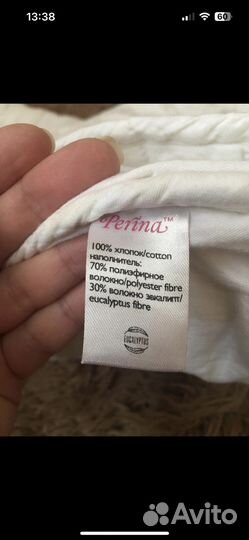 13:38
60
Perina™
100% хлопок/cotton
наполнитель:
70% полиэфирное
волокно/polyester fibre
30% волокно эвкалипт/
eucalyptus fibre
EUCALYPTUS
Avito